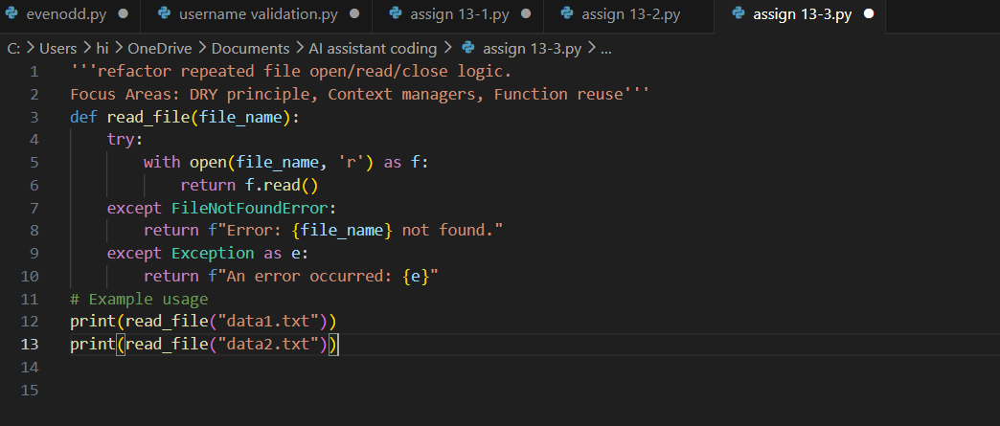 evenodd.py ● username validation.py ● assign 13-1.py ● assign 13-2.py assign 13-3.py ●
C: > Users > hi > OneDrive > Documents > AI assistant coding > assign 13-3.py > ...
1 '''refactor repeated file open/read/close logic.
2 Focus Areas: DRY principle, Context managers, Function reuse'''
3 def read_file(file_name):
4     try:
5         with open(file_name, 'r') as f:
6             return f.read()
7     except FileNotFoundError:
8         return f"Error: {file_name} not found."
9     except Exception as e:
10         return f"An error occurred: {e}"
11 # Example usage
12 print(read_file("data1.txt"))
13 print(read_file("data2.txt"))
14
15